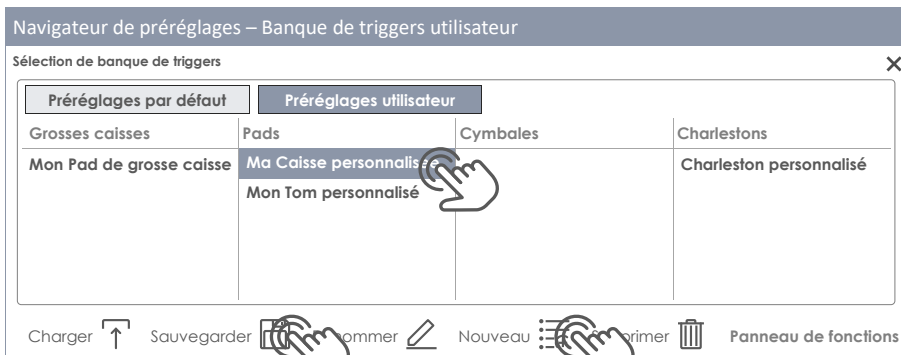 Navigateur de préréglages – Banque de triggers utilisateur
Sélection de banque de triggers
Préréglages par défaut Préréglages utilisateur
Grosses caisses Pads Cymbales Charlestons
Mon Pad de grosse caisse Ma Caisse personnalisée Charleston personnalisé
Mon Tom personnalisé
Charger Sauvegarder Nouveau Panneau de fonctions